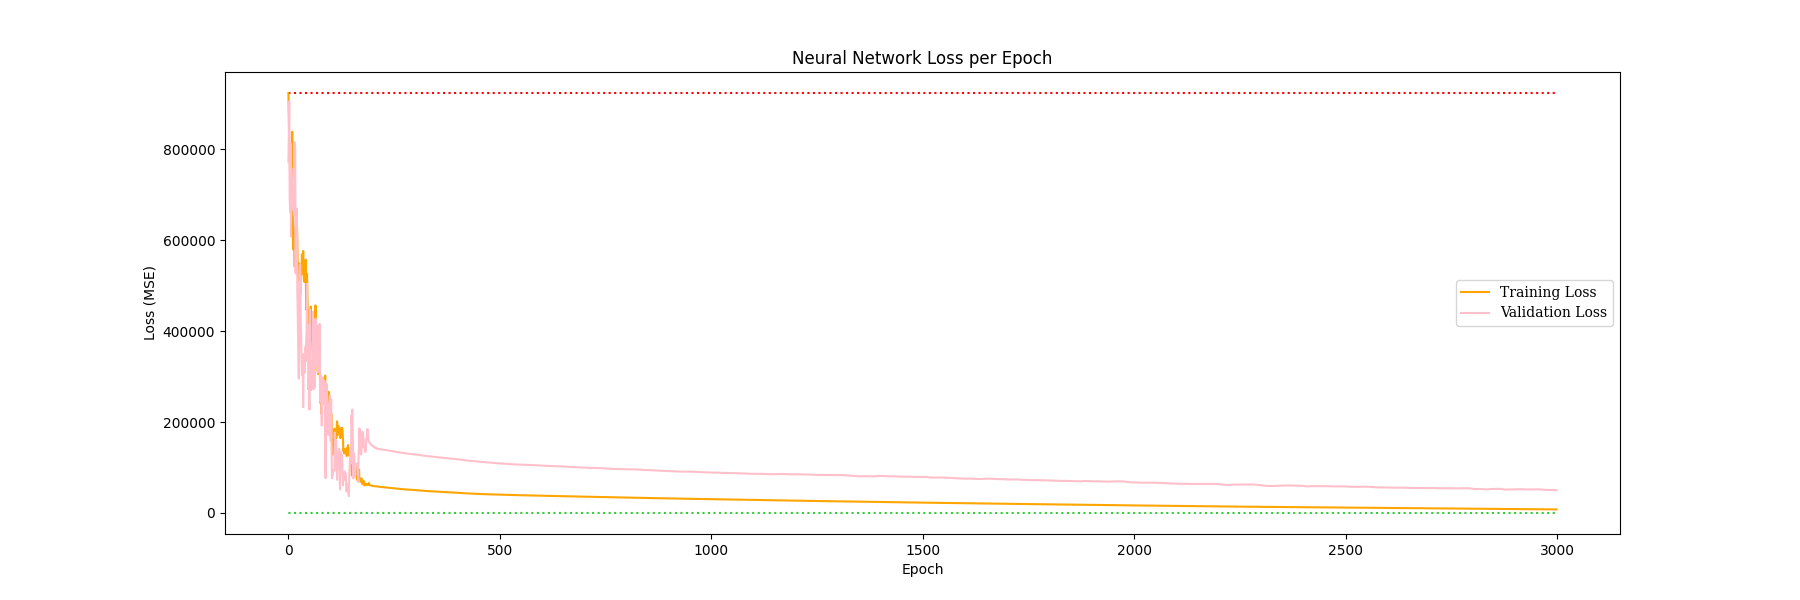 Neural Network Loss per Epoch
800000
600000
400000
200000
0
Loss (MSE)
Training Loss
Validation Loss
0
500
1000
1500
2000
2500
3000
Epoch